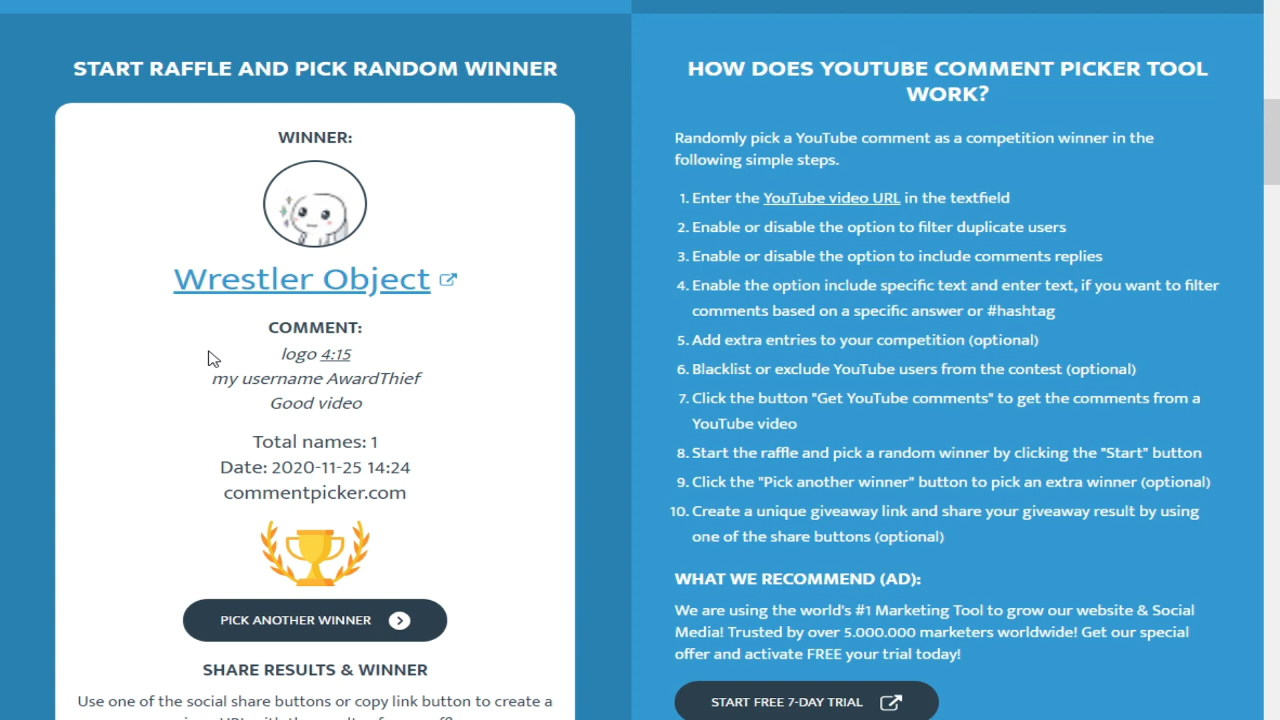 START RAFFLE AND PICK RANDOM WINNER
WINNER:
Wrestler Object
COMMENT:
logo 4:15
my username AwardThief
Good video
Total names: 1
Date: 2020-11-25 14:24
commentpicker.com
PICK ANOTHER WINNER
SHARE RESULTS & WINNER
Use one of the social share buttons or copy link button to create a
HOW DOES YOUTUBE COMMENT PICKER TOOL
WORK?
Randomly pick a YouTube comment as a competition winner in the
following simple steps.
1. Enter the YouTube video URL in the textfield
2. Enable or disable the option to filter duplicate users
3. Enable or disable the option to include comments replies
4. Enable the option include specific text and enter text, if you want to filter
comments based on a specific answer or #hashtag
5. Add extra entries to your competition (optional)
6. Blacklist or exclude YouTube users from the contest (optional)
7. Click the button "Get YouTube comments" to get the comments from a
YouTube video
8. Start the raffle and pick a random winner by clicking the "Start" button
9. Click the "Pick another winner" button to pick an extra winner (optional)
10. Create a unique giveaway link and share your giveaway result by using
one of the share buttons (optional)
WHAT WE RECOMMEND (AD):
We are using the world's #1 Marketing Tool to grow our website & Social
Media! Trusted by over 5.000.000 marketers worldwide! Get our special
offer and activate FREE your trial today!
START FREE 7-DAY TRIAL